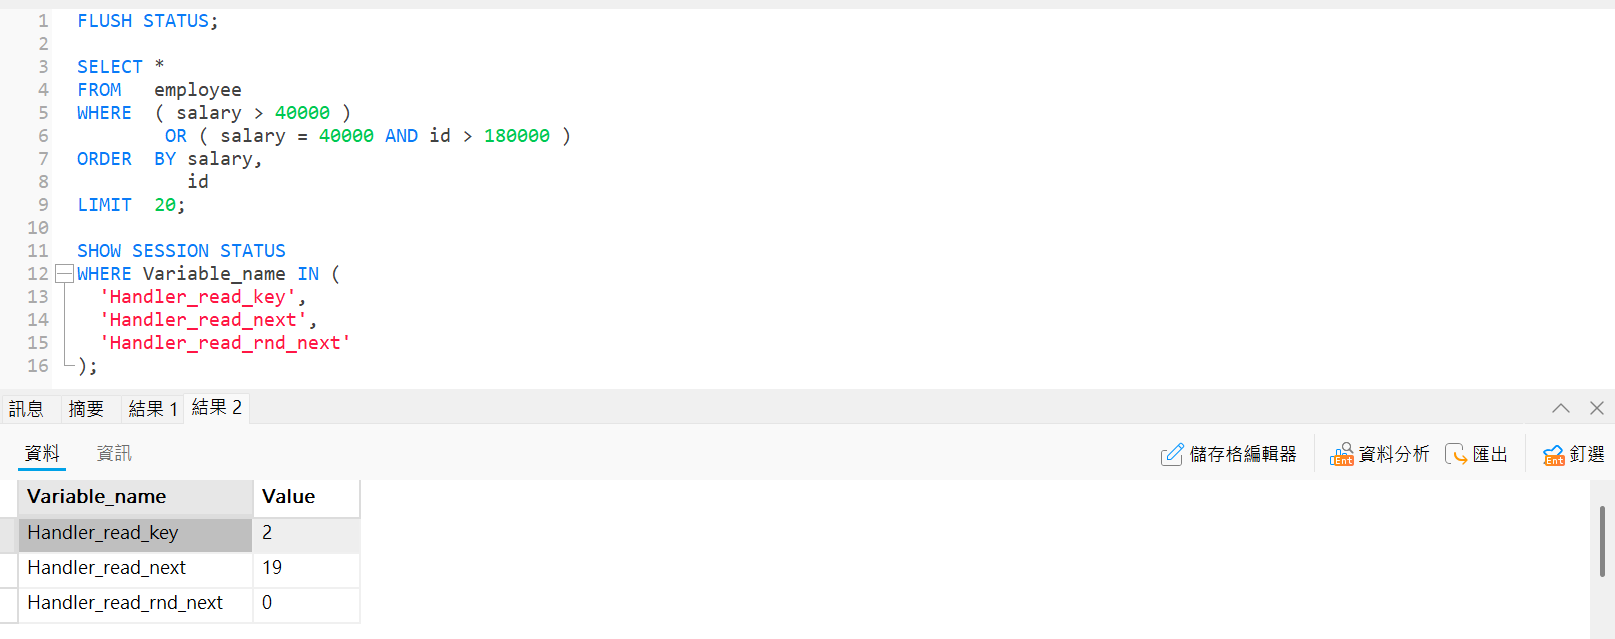 1 FLUSH STATUS;
2
3 SELECT *
4 FROM employee
5 WHERE ( salary > 40000 )
6 OR ( salary = 40000 AND id > 180000 )
7 ORDER BY salary,
8 id
9 LIMIT 20;
10
11 SHOW SESSION STATUS
12 WHERE Variable_name IN (
13 'Handler_read_key',
14 'Handler_read_next',
15 'Handler_read_rnd_next'
16 );
訊息 摘要 結果 1 結果 2
資料 資訊 儲存格編輯器 Ent 資料分析 匯出 Ent 釘選
Variable_name Value
Handler_read_key 2
Handler_read_next 19
Handler_read_rnd_next 0